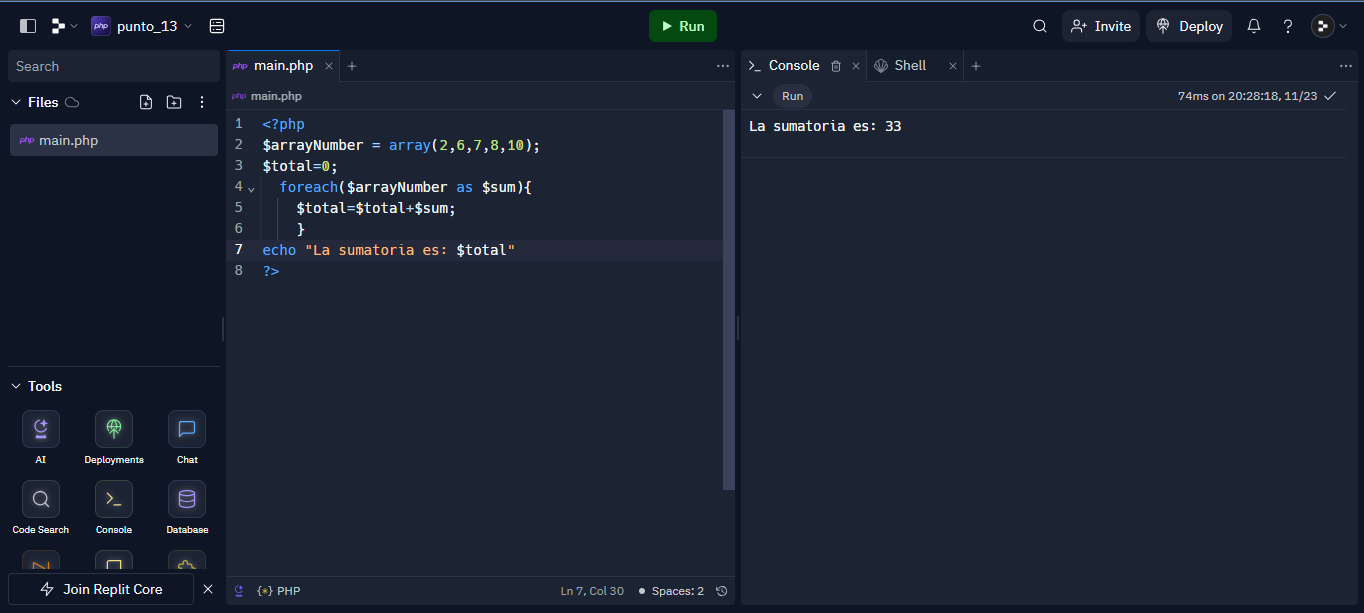 php punto_13
Run
Invite
Deploy
Search
Files
php main.php
Tools
AI
Deployments
Chat
Code Search
Console
Database
Join Replit Core
php main.php
php main.php
1 <?php
2 $arrayNumber = array(2,6,7,8,10);
3 $total=0;
4 foreach($arrayNumber as $sum){
5 $total=$total+$sum;
6 }
7 echo "La sumatoria es: $total"
8 ?>
PHP
Ln 7, Col 30
Spaces: 2
Console
Shell
Run
74ms on 20:28:18, 11/23
La sumatoria es: 33